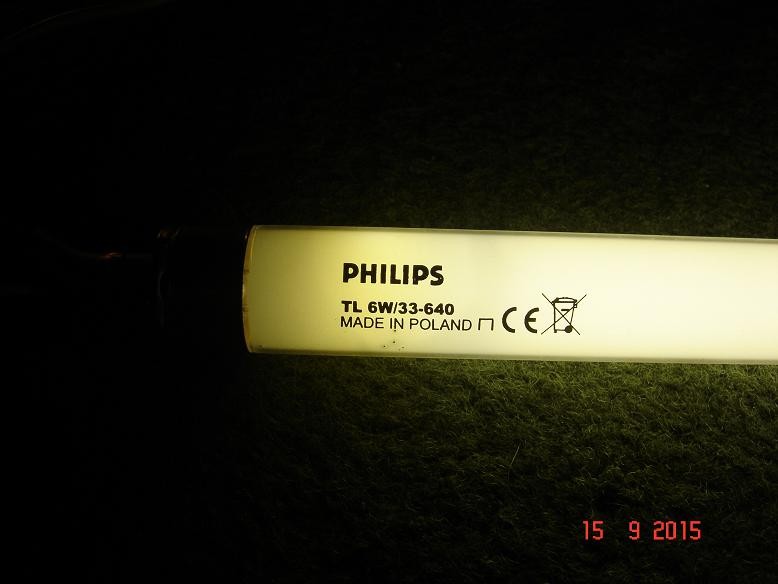 PHILIPS
TL 6W/33-640
MADE IN POLAND CE
15 9 2015